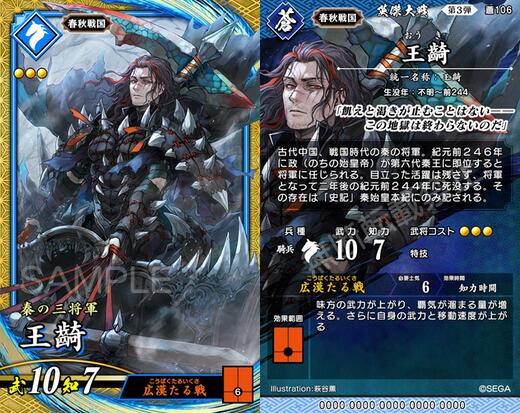 春秋戦国
SAMPLE
秦の三将軍
王齮
武10知7
こうばくたるいくさ
広漠たる戦
6
蒼
春秋戦国
英傑大戦
第3弾
蒼106
おう き
王齮
統一名称:王齮
生没年:不明〜前244
「飢えと渇きが止むことはない――
この地獄は終わらないのだ」
古代中国、戦国時代の秦の将軍。紀元前246年
に政(のちの始皇帝)が第六代秦王に即位すると
将軍に任じられる。目立った活躍は残さず、将軍
となって二年後の紀元前244年に死没する。そ
の存在は「史記」秦始皇本紀にのみ記される。
兵種 武力 知力 武将コスト
騎兵 10 7 特技
こうばくたるいくさ
広漠たる戦
必要士気 効果時間
6 知力時間
効果範囲
味方の武力が上がり、覇気が溜まる量が増
える。さらに自身の武力と移動速度が上が
る
Illustration:萩谷薫
©SEGA
0000 0000 0000 0000 0000